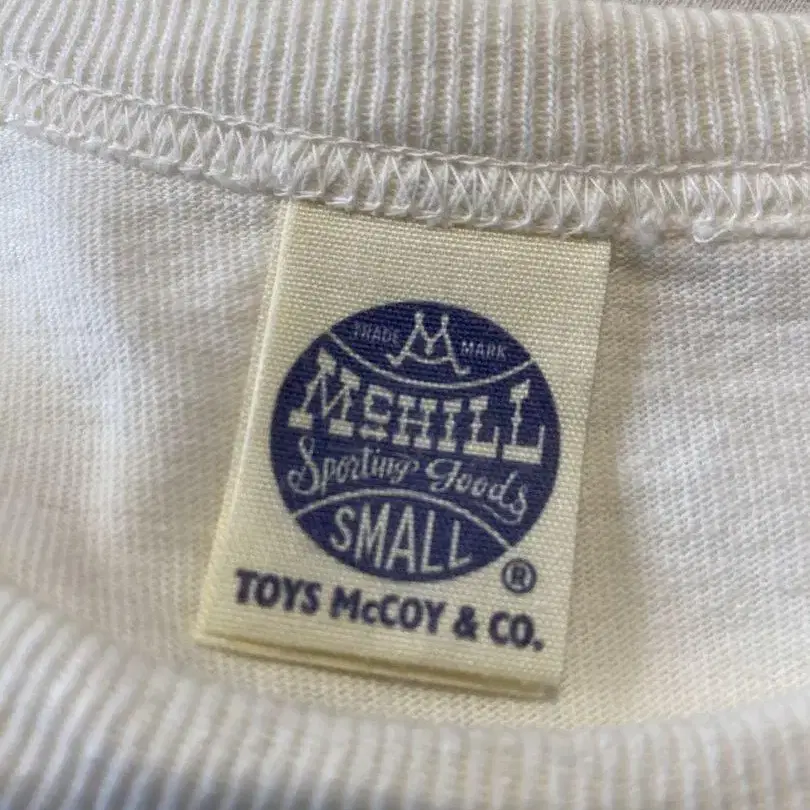 TRADE M MARK
McHILL
Sporting Goods
SMALL
®
TOYS McCOY & CO.